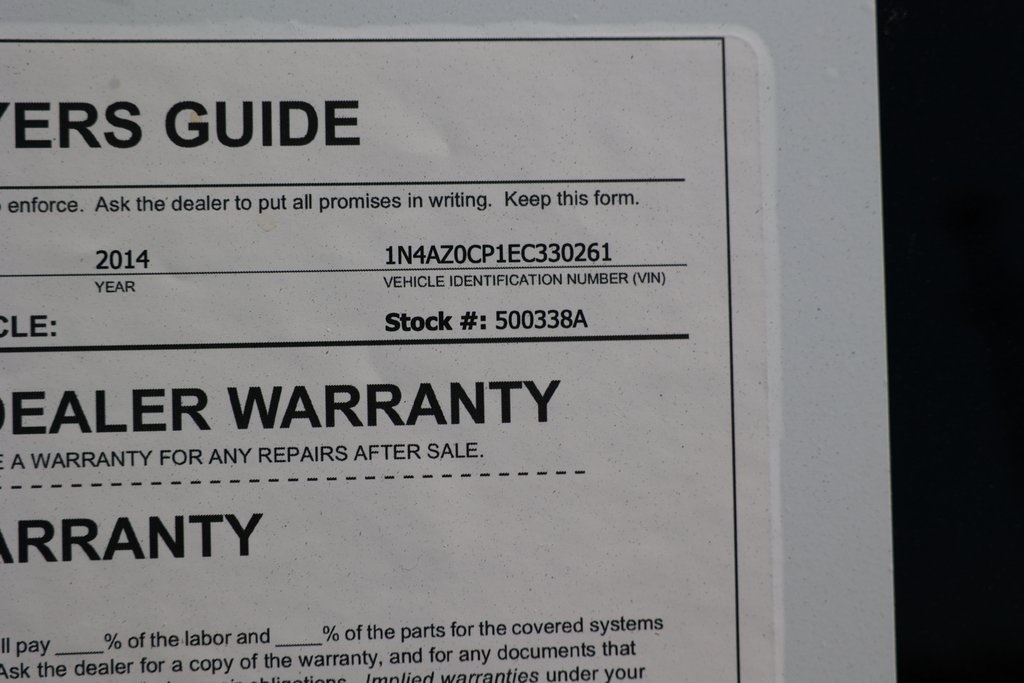 YERS GUIDE
enforce. Ask the dealer to put all promises in writing. Keep this form.
2014 1N4AZ0CP1EC330261
YEAR VEHICLE IDENTIFICATION NUMBER (VIN)
CLE: Stock #: 500338A
DEALER WARRANTY
E A WARRANTY FOR ANY REPAIRS AFTER SALE.
ARRANTY
ll pay ____% of the labor and ____% of the parts for the covered systems
Ask the dealer for a copy of the warranty, and for any documents that
obligations. Implied warranties under your